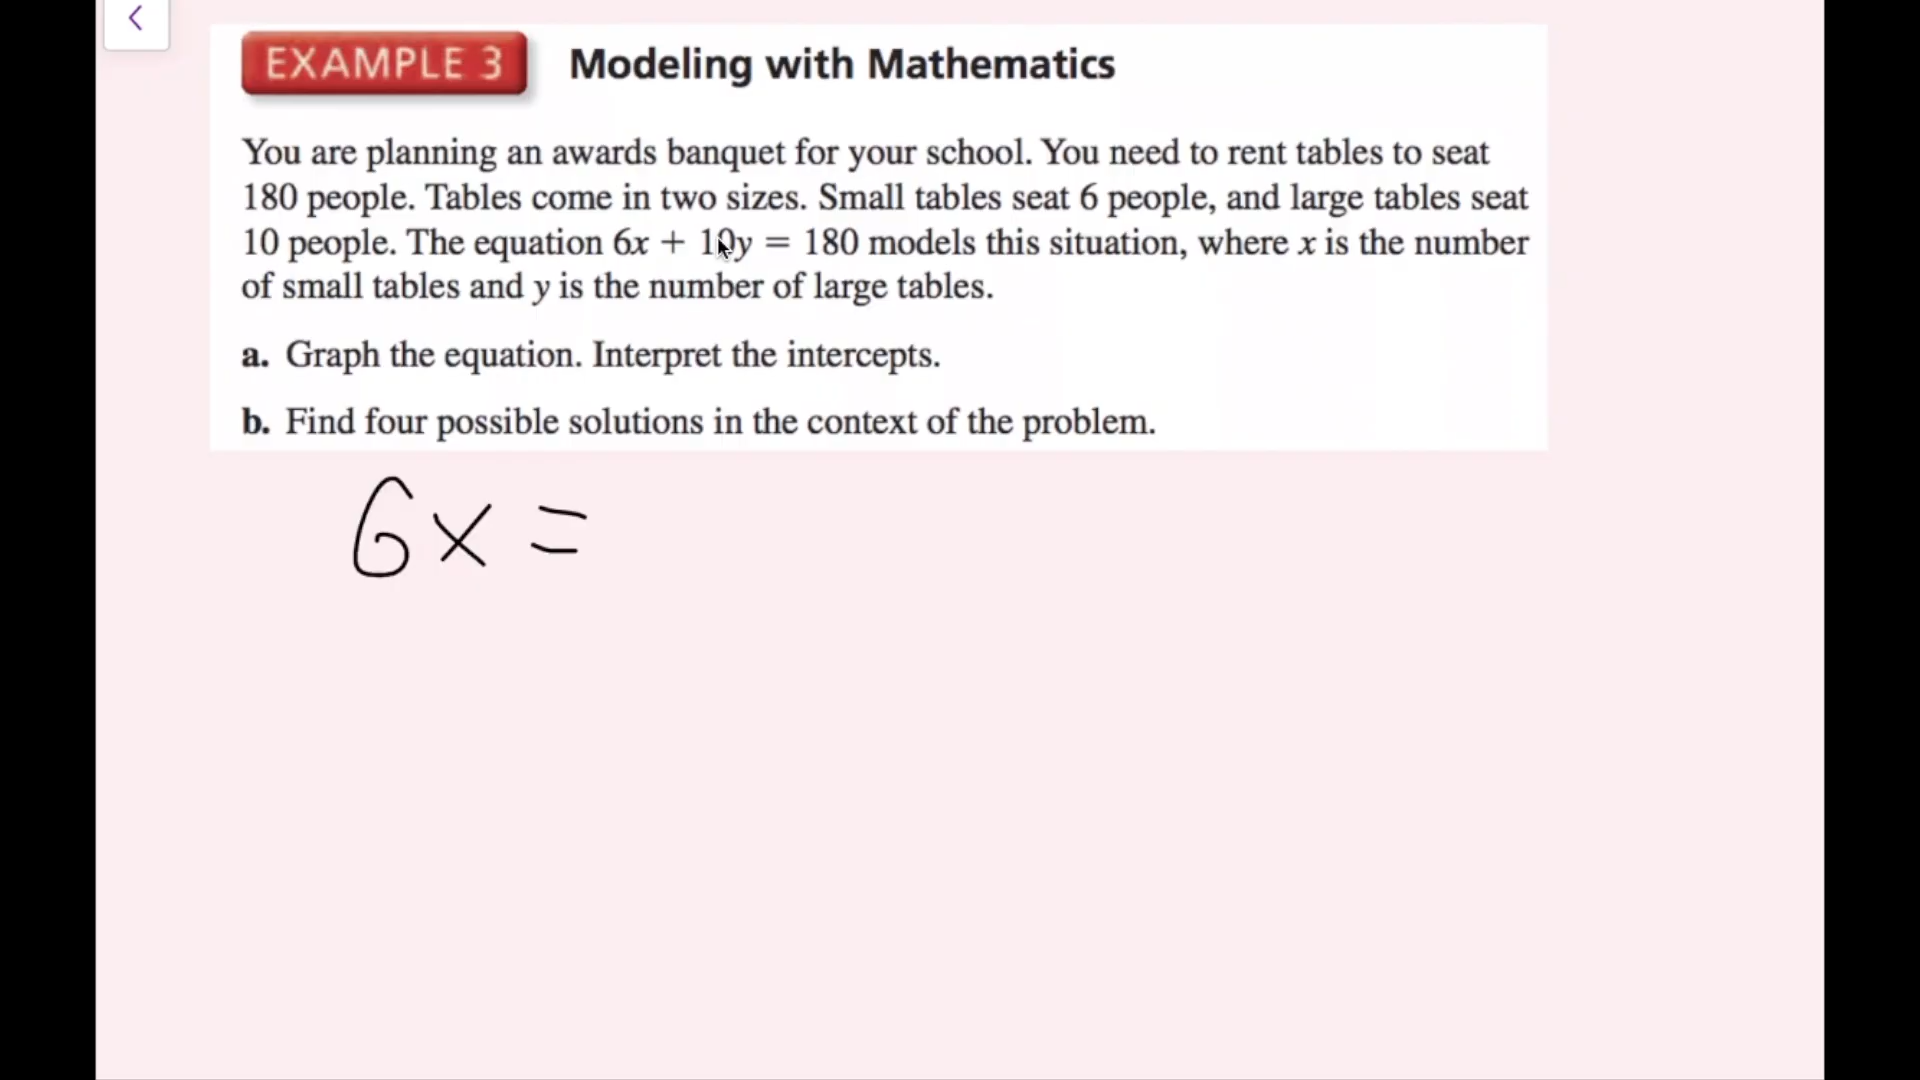 EXAMPLE 3 Modeling with Mathematics
You are planning an awards banquet for your school. You need to rent tables to seat
180 people. Tables come in two sizes. Small tables seat 6 people, and large tables seat
10 people. The equation 6x + 10y = 180 models this situation, where x is the number
of small tables and y is the number of large tables.
a. Graph the equation. Interpret the intercepts.
b. Find four possible solutions in the context of the problem.
6x =